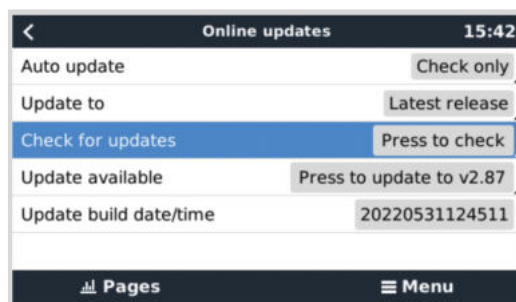 Online updates 15:42
Auto update Check only
Update to Latest release
Check for updates Press to check
Update available Press to update to v2.87
Update build date/time 20220531124511
Pages Menu